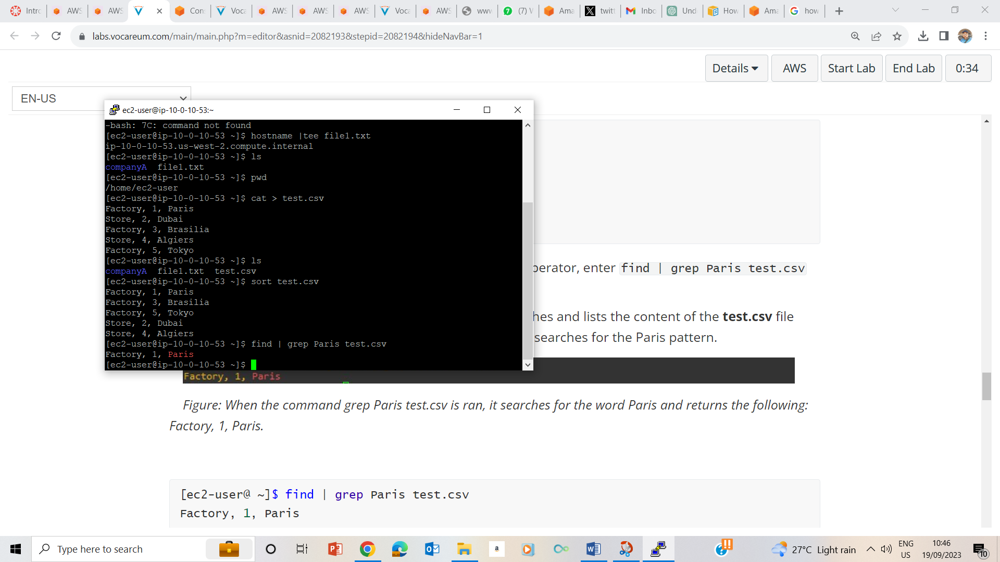 Intro
AWS
AWS
Con
Voca
AWS
AWS
AWS
Voca
AWS
www
(7) V
Ama
twitt
Inbo
Und
How
Ama
how
labs.vocareum.com/main/main.php?m=editor&asnid=2082193&stepid=2082194&hideNavBar=1
Details AWS Start Lab End Lab 0:34
EN-US
ec2-user@ip-10-0-10-53:~
-bash: 7C: command not found
[ec2-user@ip-10-0-10-53 ~]$ hostname |tee file1.txt
ip-10-0-10-53.us-west-2.compute.internal
[ec2-user@ip-10-0-10-53 ~]$ ls
companyA file1.txt
[ec2-user@ip-10-0-10-53 ~]$ pwd
/home/ec2-user
[ec2-user@ip-10-0-10-53 ~]$ cat > test.csv
Factory, 1, Paris
Store, 2, Dubai
Factory, 3, Brasilia
Store, 4, Algiers
Factory, 5, Tokyo
[ec2-user@ip-10-0-10-53 ~]$ ls
companyA file1.txt test.csv
[ec2-user@ip-10-0-10-53 ~]$ sort test.csv
Factory, 1, Paris
Factory, 3, Brasilia
Factory, 5, Tokyo
Store, 2, Dubai
Store, 4, Algiers
[ec2-user@ip-10-0-10-53 ~]$ find | grep Paris test.csv
Factory, 1, Paris
[ec2-user@ip-10-0-10-53 ~]$
perator, enter find | grep Paris test.csv
hes and lists the content of the test.csv file
searches for the Paris pattern.
Factory, 1, Paris
Figure: When the command grep Paris test.csv is ran, it searches for the word Paris and returns the following:
Factory, 1, Paris.
[ec2-user@ ~]$ find | grep Paris test.csv
Factory, 1, Paris
Type here to search
27°C Light rain
ENG
US
10:46
19/09/2023
10